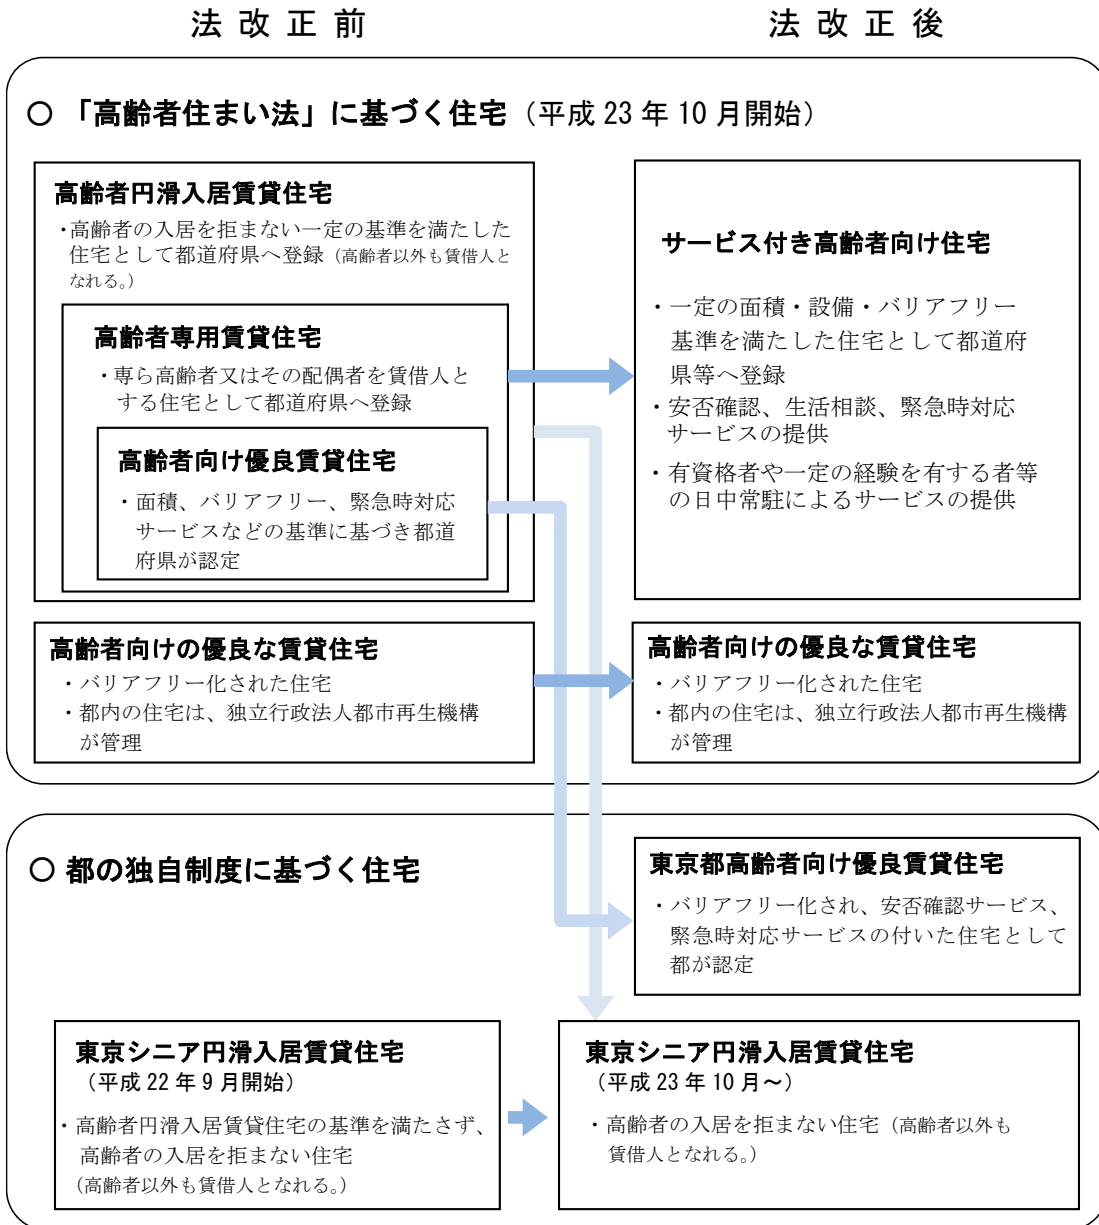 法改正前
法改正後
○ 「高齢者住まい法」に基づく住宅（平成 23 年 10 月開始）
高齢者円滑入居賃貸住宅
・高齢者の入居を拒まない一定の基準を満たした
住宅として都道府県へ登録（高齢者以外も賃借人と
なれる。）
高齢者専用賃貸住宅
・専ら高齢者又はその配偶者を賃借人と
する住宅として都道府県へ登録
高齢者向け優良賃貸住宅
・面積、バリアフリー、緊急時対応
サービスなどの基準に基づき都道
府県が認定
サービス付き高齢者向け住宅
・一定の面積・設備・バリアフリー
基準を満たした住宅として都道府
県等へ登録
・安否確認、生活相談、緊急時対応
サービスの提供
・有資格者や一定の経験を有する者等
の日中常駐によるサービスの提供
高齢者向けの優良な賃貸住宅
・バリアフリー化された住宅
・都内の住宅は、独立行政法人都市再生機構
が管理
高齢者向けの優良な賃貸住宅
・バリアフリー化された住宅
・都内の住宅は、独立行政法人都市再生機構
が管理
○ 都の独自制度に基づく住宅
東京都高齢者向け優良賃貸住宅
・バリアフリー化され、安否確認サービス、
緊急時対応サービスの付いた住宅として
都が認定
東京シニア円滑入居賃貸住宅
（平成 22 年 9 月開始）
・高齢者円滑入居賃貸住宅の基準を満たさず、
高齢者の入居を拒まない住宅
（高齢者以外も賃借人となれる。）
東京シニア円滑入居賃貸住宅
（平成 23 年 10 月～）
・高齢者の入居を拒まない住宅（高齢者以外も
賃借人となれる。）